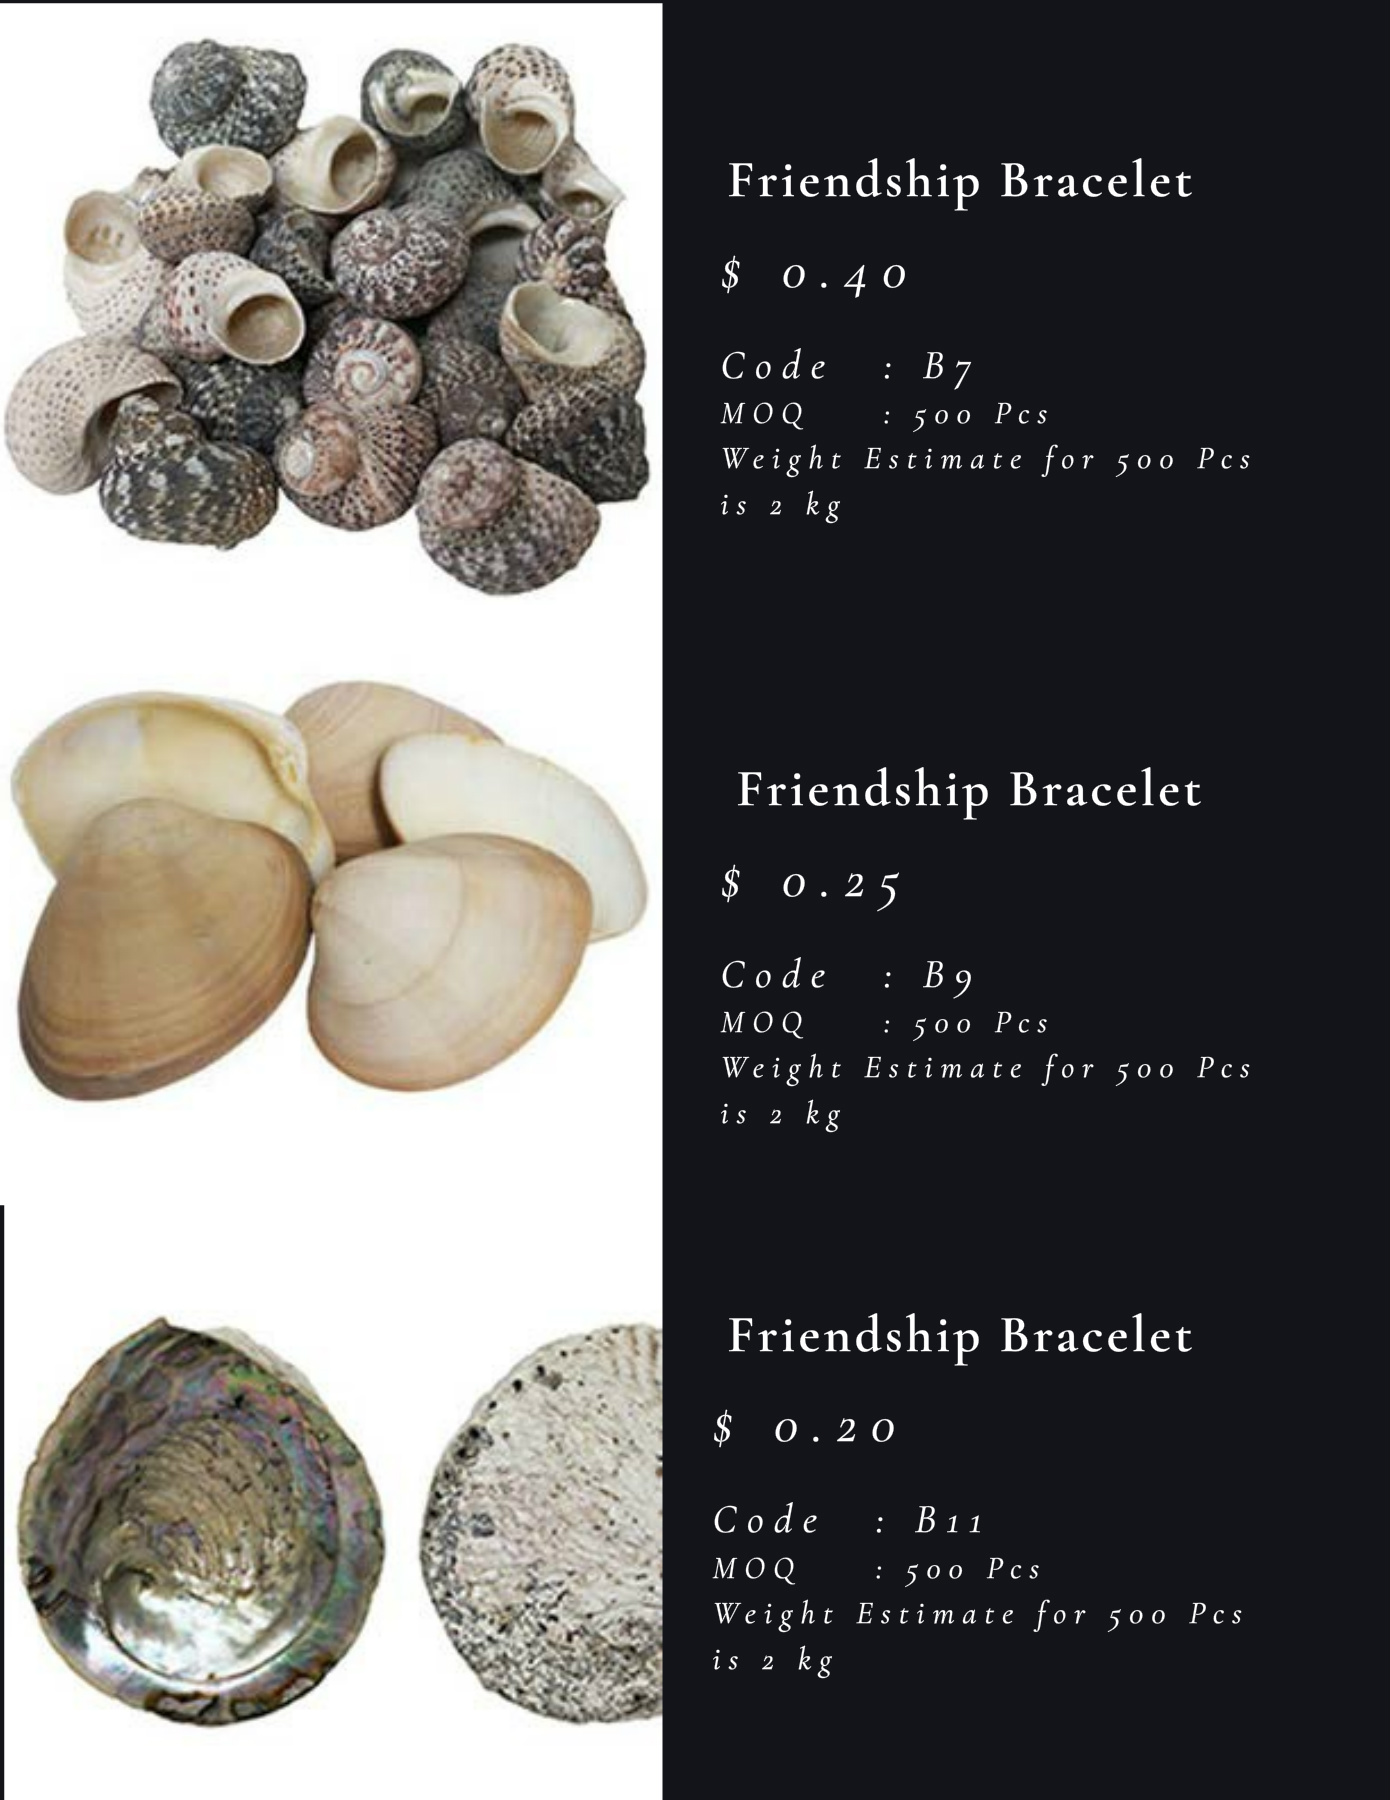 Friendship Bracelet
$ 0.40
Code : B7
MOQ : 500 Pcs
Weight Estimate for 500 Pcs
is 2 kg
Friendship Bracelet
$ 0.25
Code : B9
MOQ : 500 Pcs
Weight Estimate for 500 Pcs
is 2 kg
Friendship Bracelet
$ 0.20
Code : B11
MOQ : 500 Pcs
Weight Estimate for 500 Pcs
is 2 kg